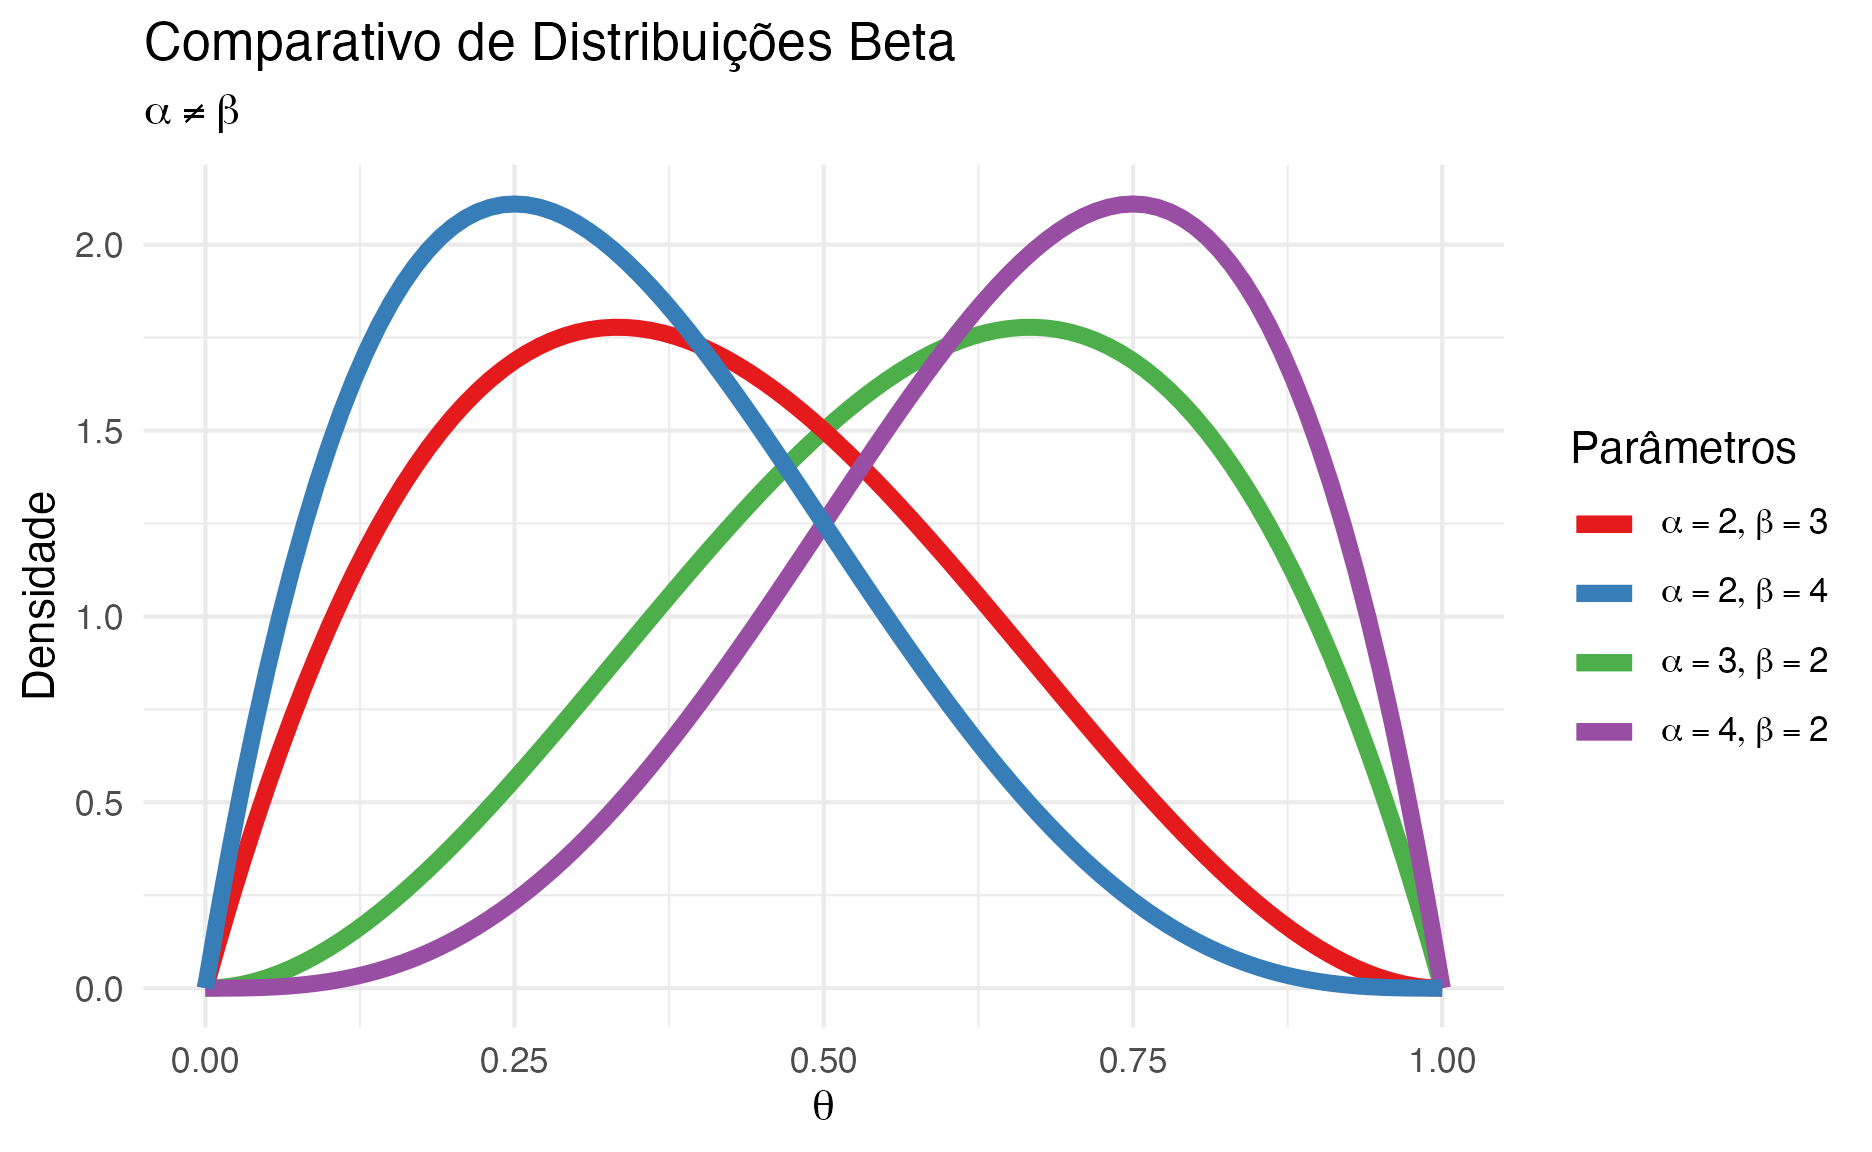 Comparativo de Distribuições Beta
α ≠ β
Densidade
2.0
1.5
1.0
0.5
0.0
0.00 0.25 0.50 0.75 1.00
θ
Parâmetros
α = 2, β = 3
α = 2, β = 4
α = 3, β = 2
α = 4, β = 2